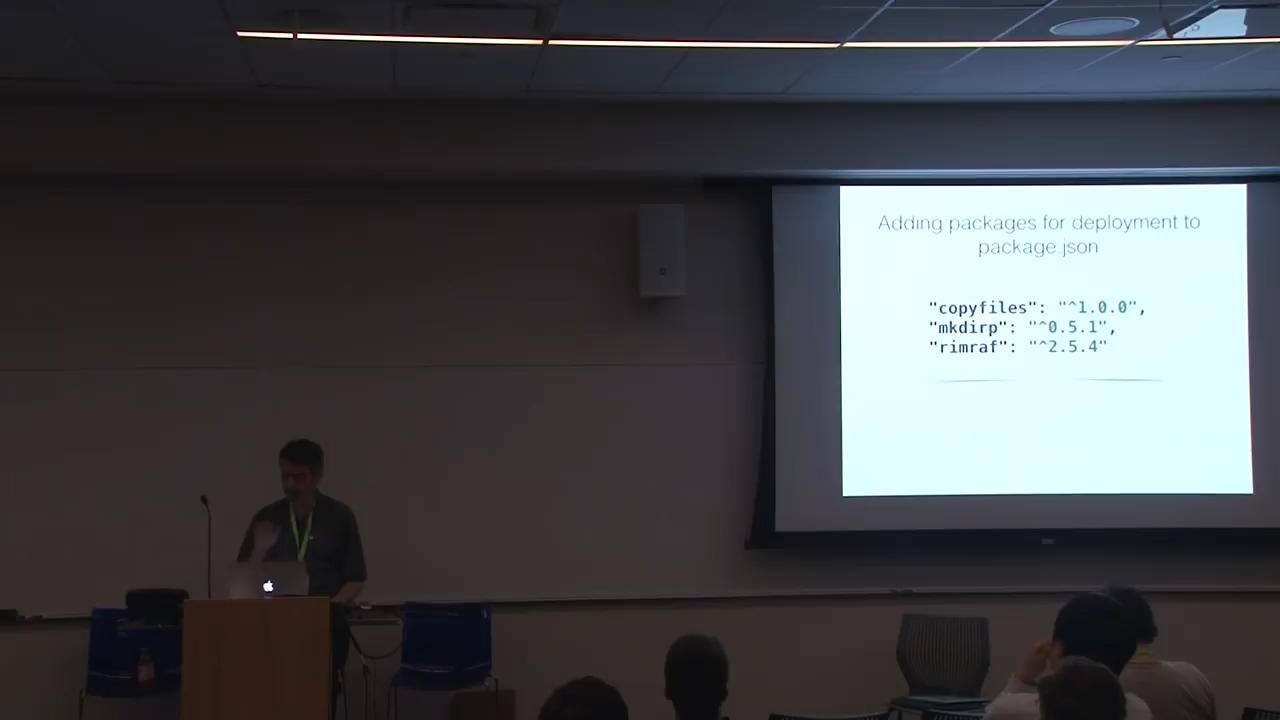 Adding packages for deployment to
package.json
"copyfiles": "^1.0.0",
"mkdirp": "^0.5.1",
"rimraf": "^2.5.4"